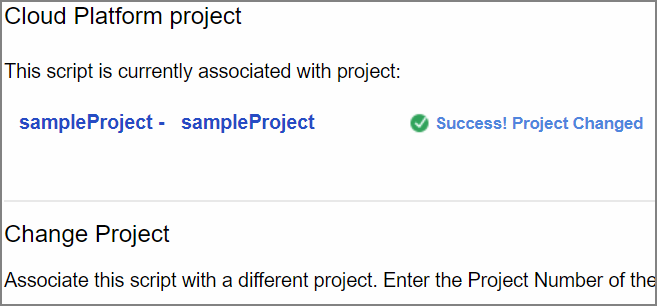 Cloud Platform project
This script is currently associated with project:
sampleProject - sampleProject Success! Project Changed
Change Project
Associate this script with a different project. Enter the Project Number of the